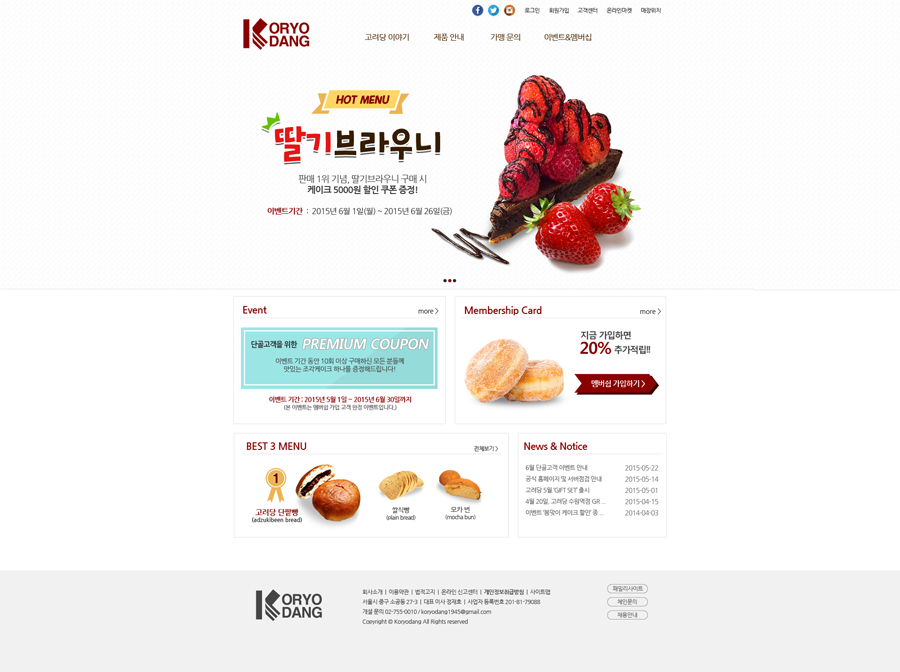 로그인 회원가입 고객센터 온라인마켓 매장위치
KORYO
DANG
고려당 이야기 제품 안내 가맹 문의 이벤트&멤버십
HOT MENU
딸기브라우니
판매 1위 기념, 딸기브라우니 구매 시
케이크 5000원 할인 쿠폰 증정!
이벤트기간 : 2015년 6월 1일(월) ~ 2015년 6월 26일(금)
Event
more >
단골고객을 위한 PREMIUM COUPON
이벤트 기간 동안 10회 이상 구매하신 모든 분들께
맛있는 조각케이크 하나를 증정해드립니다!
이벤트 기간 : 2015년 5월 1일 ~ 2015년 6월 30일까지
(본 이벤트는 멤버쉽 가입 고객 한정 이벤트입니다.)
Membership Card
more >
지금 가입하면
20% 추가적립!!
멤버쉽 가입하기 >
BEST 3 MENU
전체보기 >
1
고려당 단팥빵
(adzukibeen bread)
쌀식빵
(plain bread)
모카 번
(mocha bun)
News & Notice
6월 단골고객 이벤트 안내 2015-05-22
공식 홈페이지 및 서버점검 안내 2015-05-14
고려당 5월 'GIFT SET' 출시 2015-05-01
4월 20일, 고려당 수원역점 GR ... 2015-04-15
이벤트 '봄맞이 케이크 할인' 종 ... 2014-04-03
KORYO
DANG
회사소개 | 이용약관 | 법적고지 | 온라인 신고센터 | 개인정보취급방침 | 사이트맵
서울시 중구 소공동 27-3 | 대표 이사 정재호 | 사업자 등록번호 201-81-79088
개설 문의 02-755-0010 / koryodang1945@gmail.com
Copyright © Koryodang All Rights reserved
패밀리사이트
체인문의
채용안내